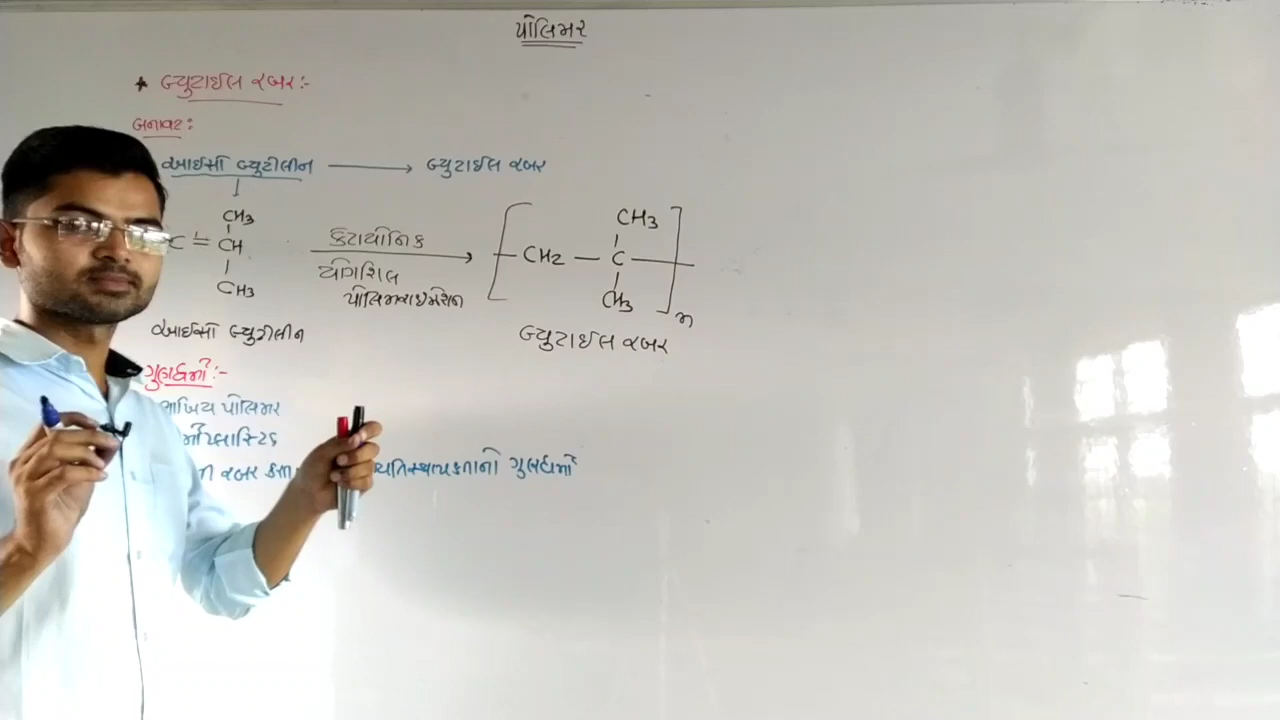 પોલિમર
* બ્યુટાઈલ રબર:-
બનાવટ:
આઈસો બ્યુટીલીન → બ્યુટાઈલ રબર
↓
CH3
C = CH
CH3
કેટાયોનિક
યોગશિલ
પોલિમરાઇઝેશન
[ - CH2 - C - ]n
CH3
CH3
આઈસો બ્યુટીલીન
બ્યુટાઈલ રબર
ગુણધર્મો:-
પોલિમર
રબર
ગુણધર્મો